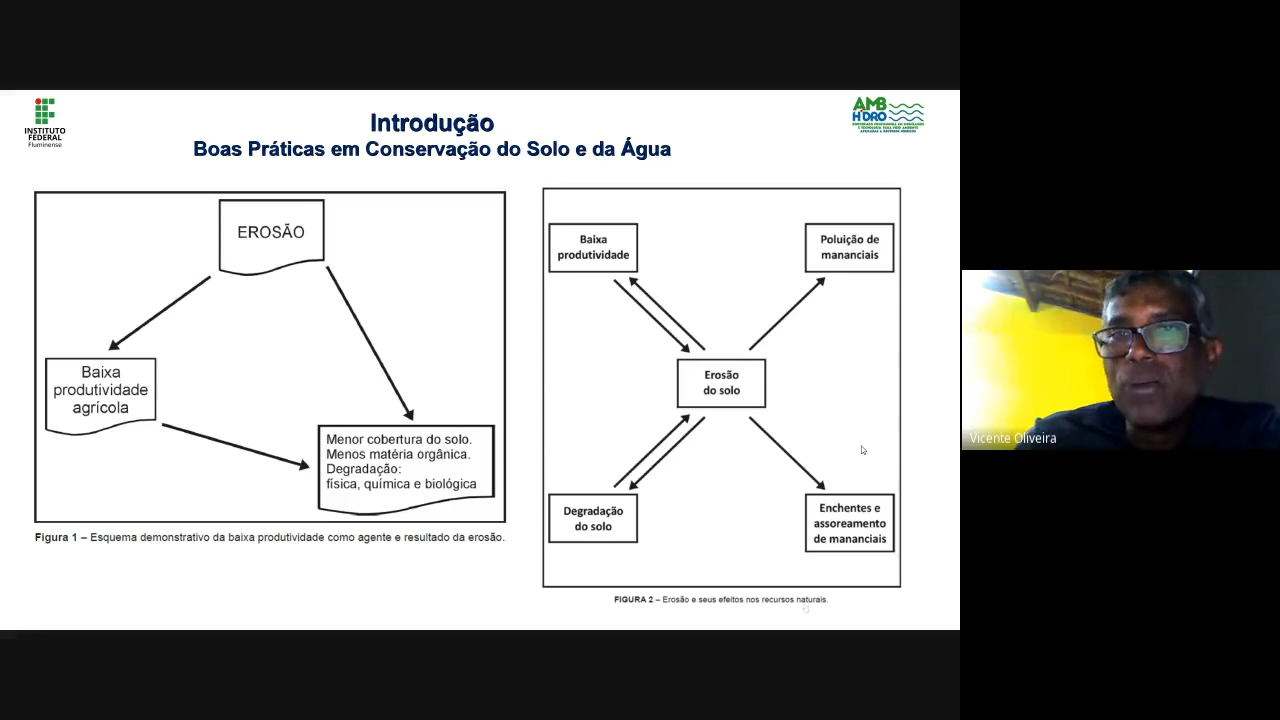 INSTITUTO
FEDERAL
Fluminense
Introdução
Boas Práticas em Conservação do Solo e da Água
AMB
HIDRO
EROSÃO
Baixa
produtividade
agrícola
Menor cobertura do solo.
Menos matéria orgânica.
Degradação:
física, química e biológica
Figura 1 – Esquema demonstrativo da baixa produtividade como agente e resultado da erosão.
Baixa
produtividade
Poluição de
mananciais
Erosão
do solo
Degradação
do solo
Enchentes e
assoreamento
de mananciais
FIGURA 2 – Erosão e seus efeitos nos recursos naturais.
Vicente Oliveira